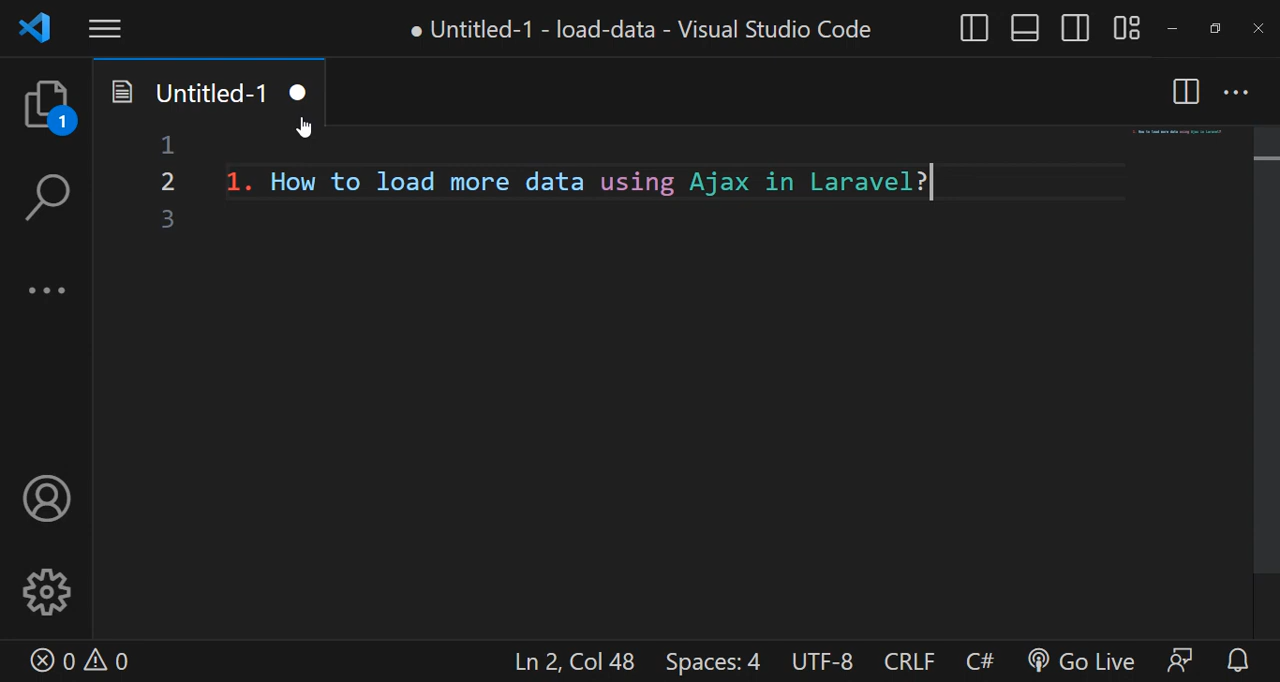 ● Untitled-1 - load-data - Visual Studio Code
Untitled-1
1
1
2 1. How to load more data using Ajax in Laravel?
3
0 0 Ln 2, Col 48 Spaces: 4 UTF-8 CRLF C# Go Live